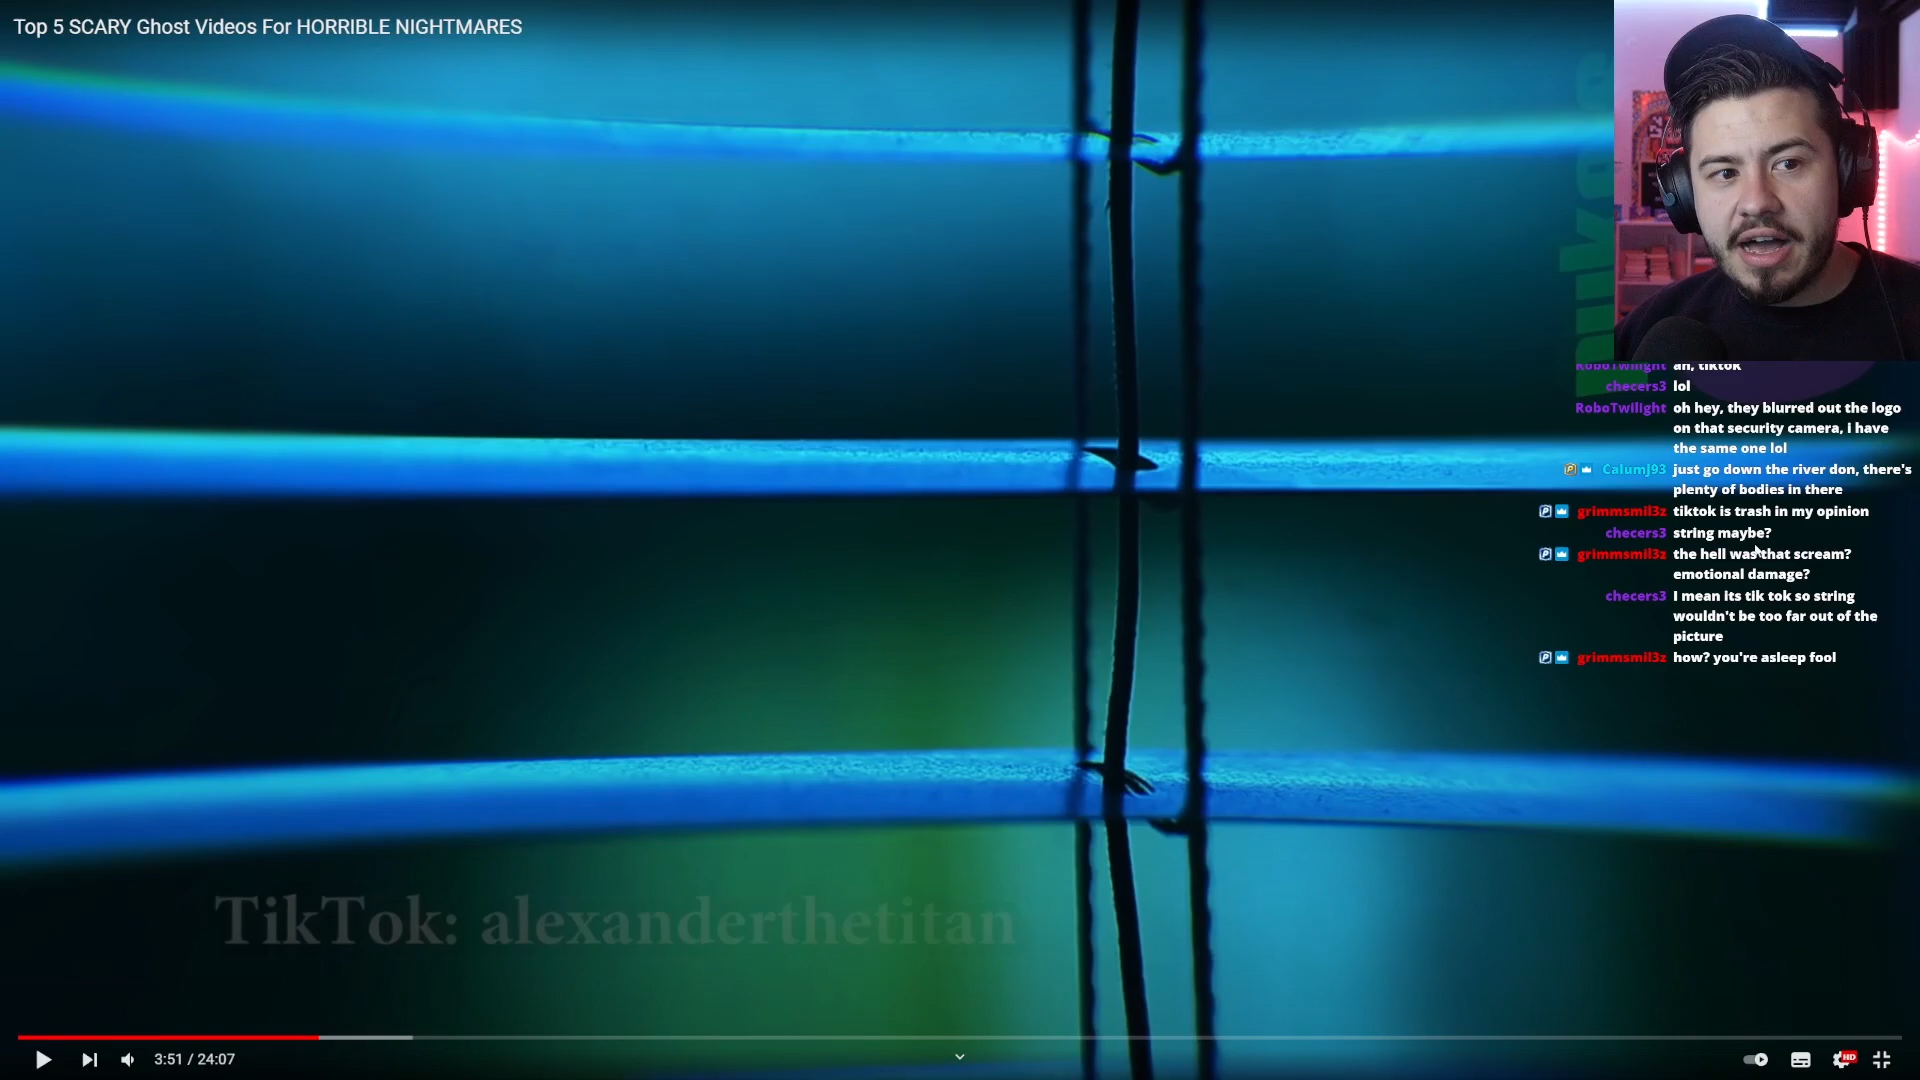 Top 5 SCARY Ghost Videos For HORRIBLE NIGHTMARES
RoboTwilight ah, tiktok
checers3 lol
RoboTwilight oh hey, they blurred out the logo
on that security camera, i have
the same one lol
CalumJ93 just go down the river don, there's
plenty of bodies in there
grimmsmil3z tiktok is trash in my opinion
checers3 string maybe?
grimmsmil3z the hell was that scream?
emotional damage?
checers3 I mean its tik tok so string
wouldn't be too far out of the
picture
grimmsmil3z how? you're asleep fool
TikTok: alexanderthetitan
3:51 / 24:07
HD